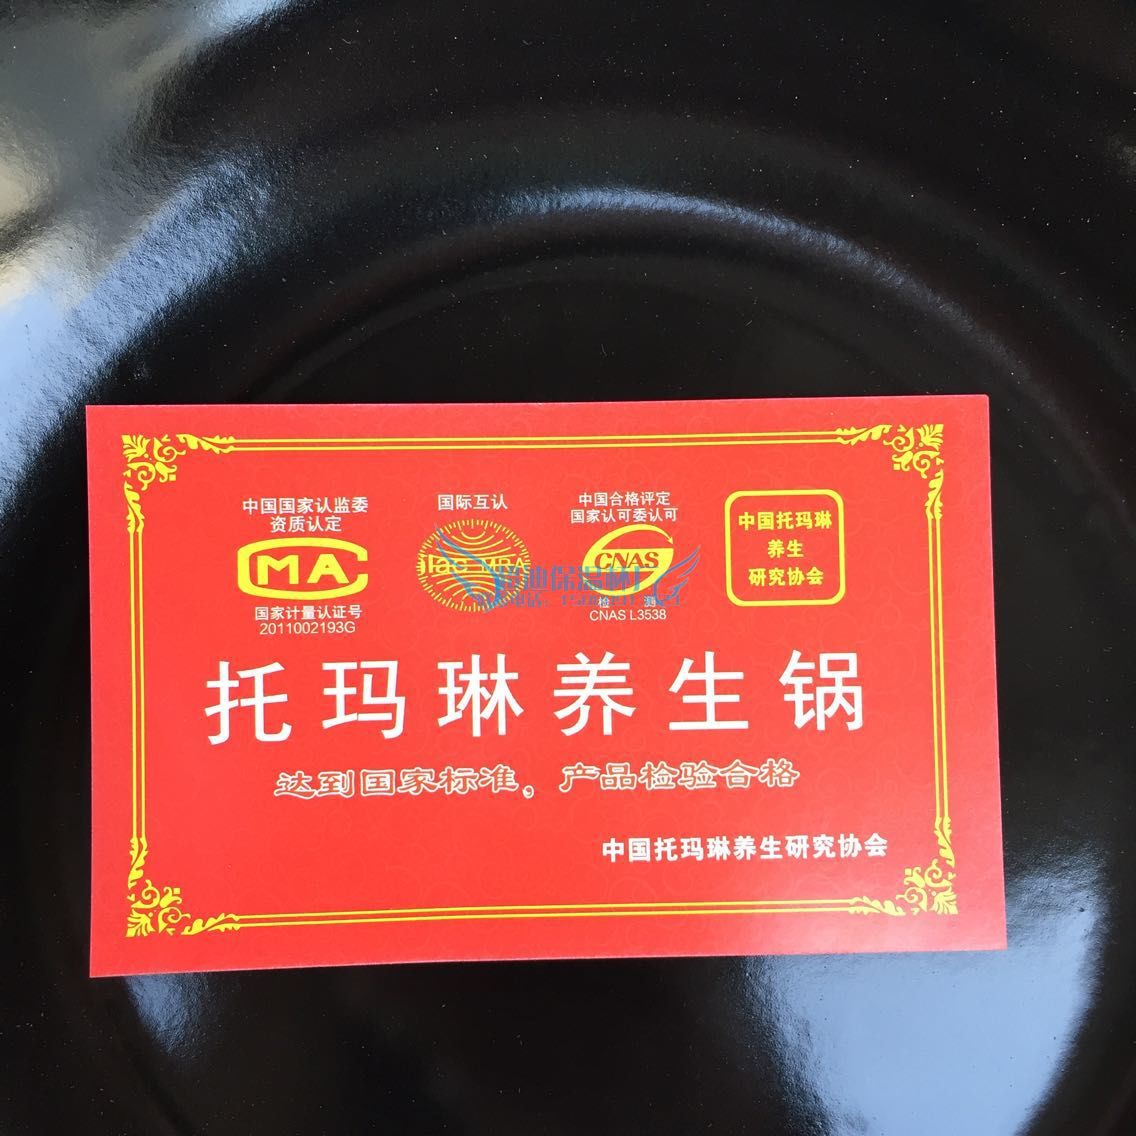 中国国家认监委
资质认定
CMA
国家计量认证号
2011002193G
国际互认
ilac-MRA
中国合格评定
国家认可委认可
CNAS
检 测
CNAS L3538
中国托玛琳
养生
研究协会
托玛琳养生锅
达到国家标准，产品检验合格
中国托玛琳养生研究协会